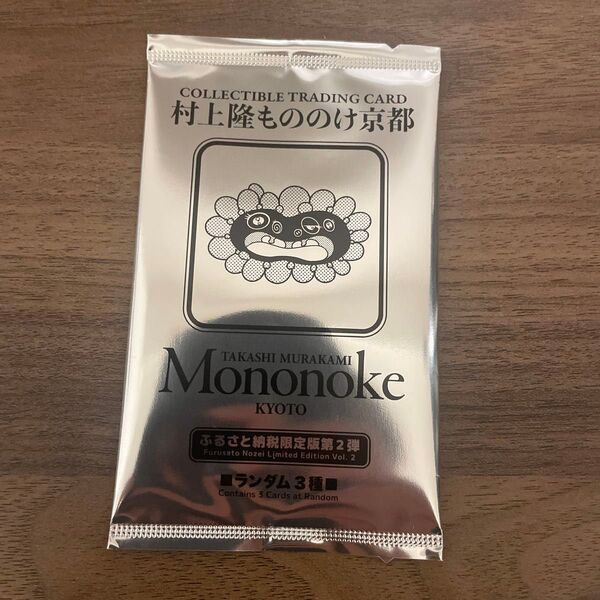 COLLECTIBLE TRADING CARD
村上隆もののけ京都
TAKASHI MURAKAMI
Mononoke
KYOTO
ふるさと納税限定版第2弾
Furusato Nozei Limited Edition Vol. 2
■ランダム3種■
Contains 3 Cards at Random